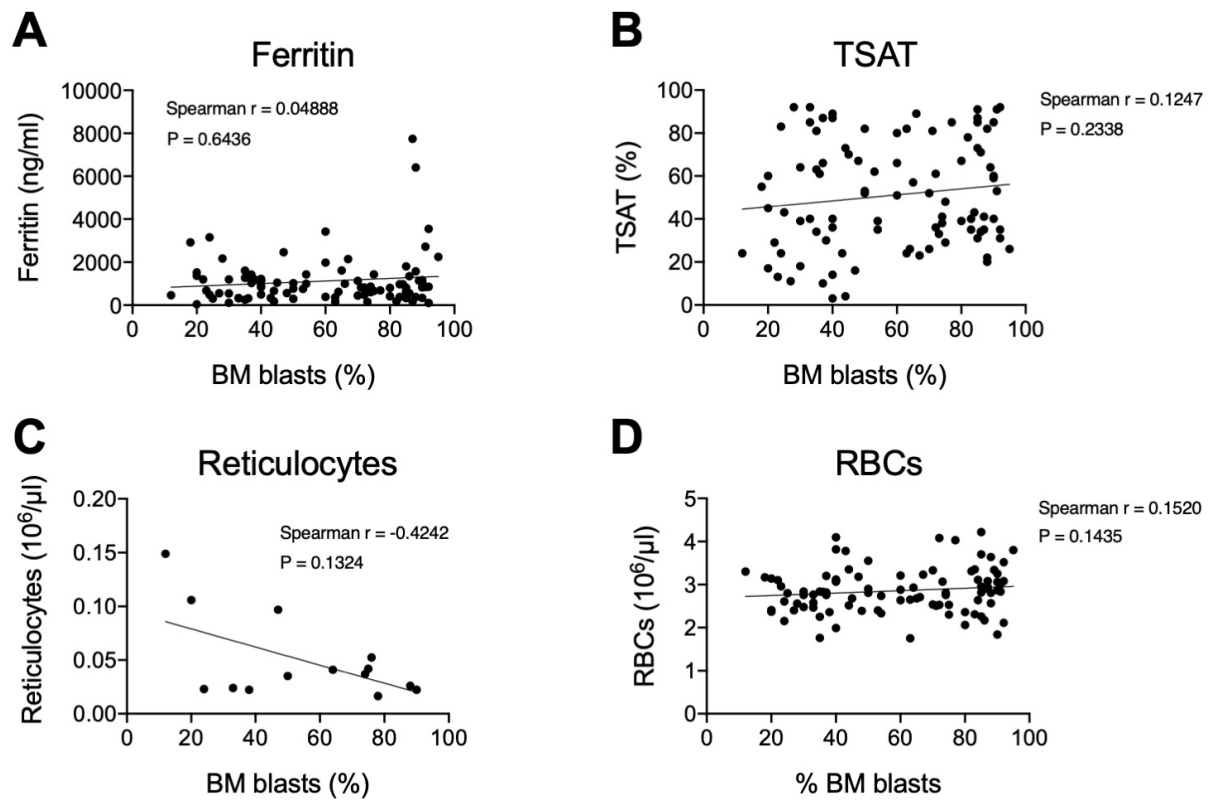 A
Ferritin
Spearman r = 0.04888
P = 0.6436
Ferritin (ng/ml)
10000
8000
6000
4000
2000
0
0 20 40 60 80 100
BM blasts (%)
B
TSAT
Spearman r = 0.1247
P = 0.2338
TSAT (%)
100
80
60
40
20
0
0 20 40 60 80 100
BM blasts (%)
C
Reticulocytes
Spearman r = -0.4242
P = 0.1324
Reticulocytes (10⁶/µl)
0.20
0.15
0.10
0.05
0.00
0 20 40 60 80 100
BM blasts (%)
D
RBCs
Spearman r = 0.1520
P = 0.1435
RBCs (10⁶/µl)
5
4
3
2
1
0
0 20 40 60 80 100
% BM blasts